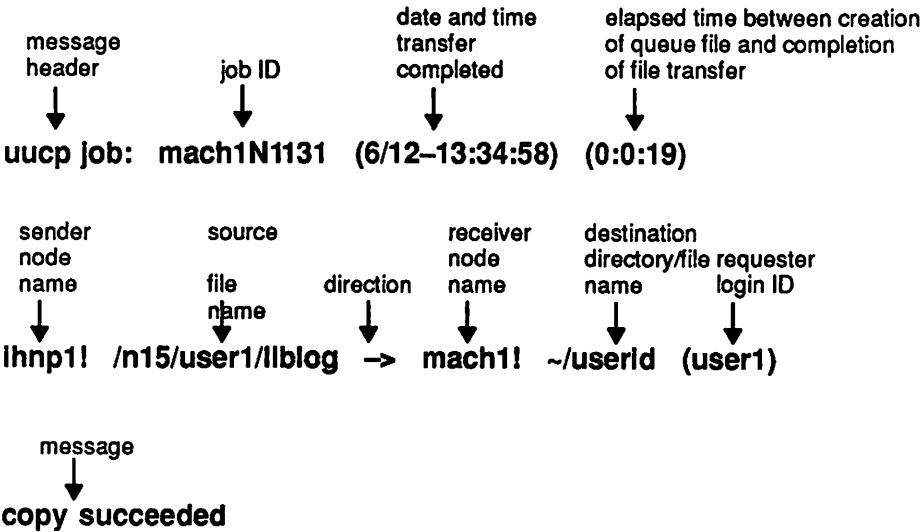 message
header
job ID
date and time
transfer
completed
elapsed time between creation
of queue file and completion
of file transfer
uucp job: mach1N1131 (6/12–13:34:58) (0:0:19)
sender
node
name
source
file
name
direction
receiver
node
name
destination
directory/file
name
requester
login ID
ihnp1! /n15/user1/liblog –> mach1! ~/userid (user1)
message
copy succeeded